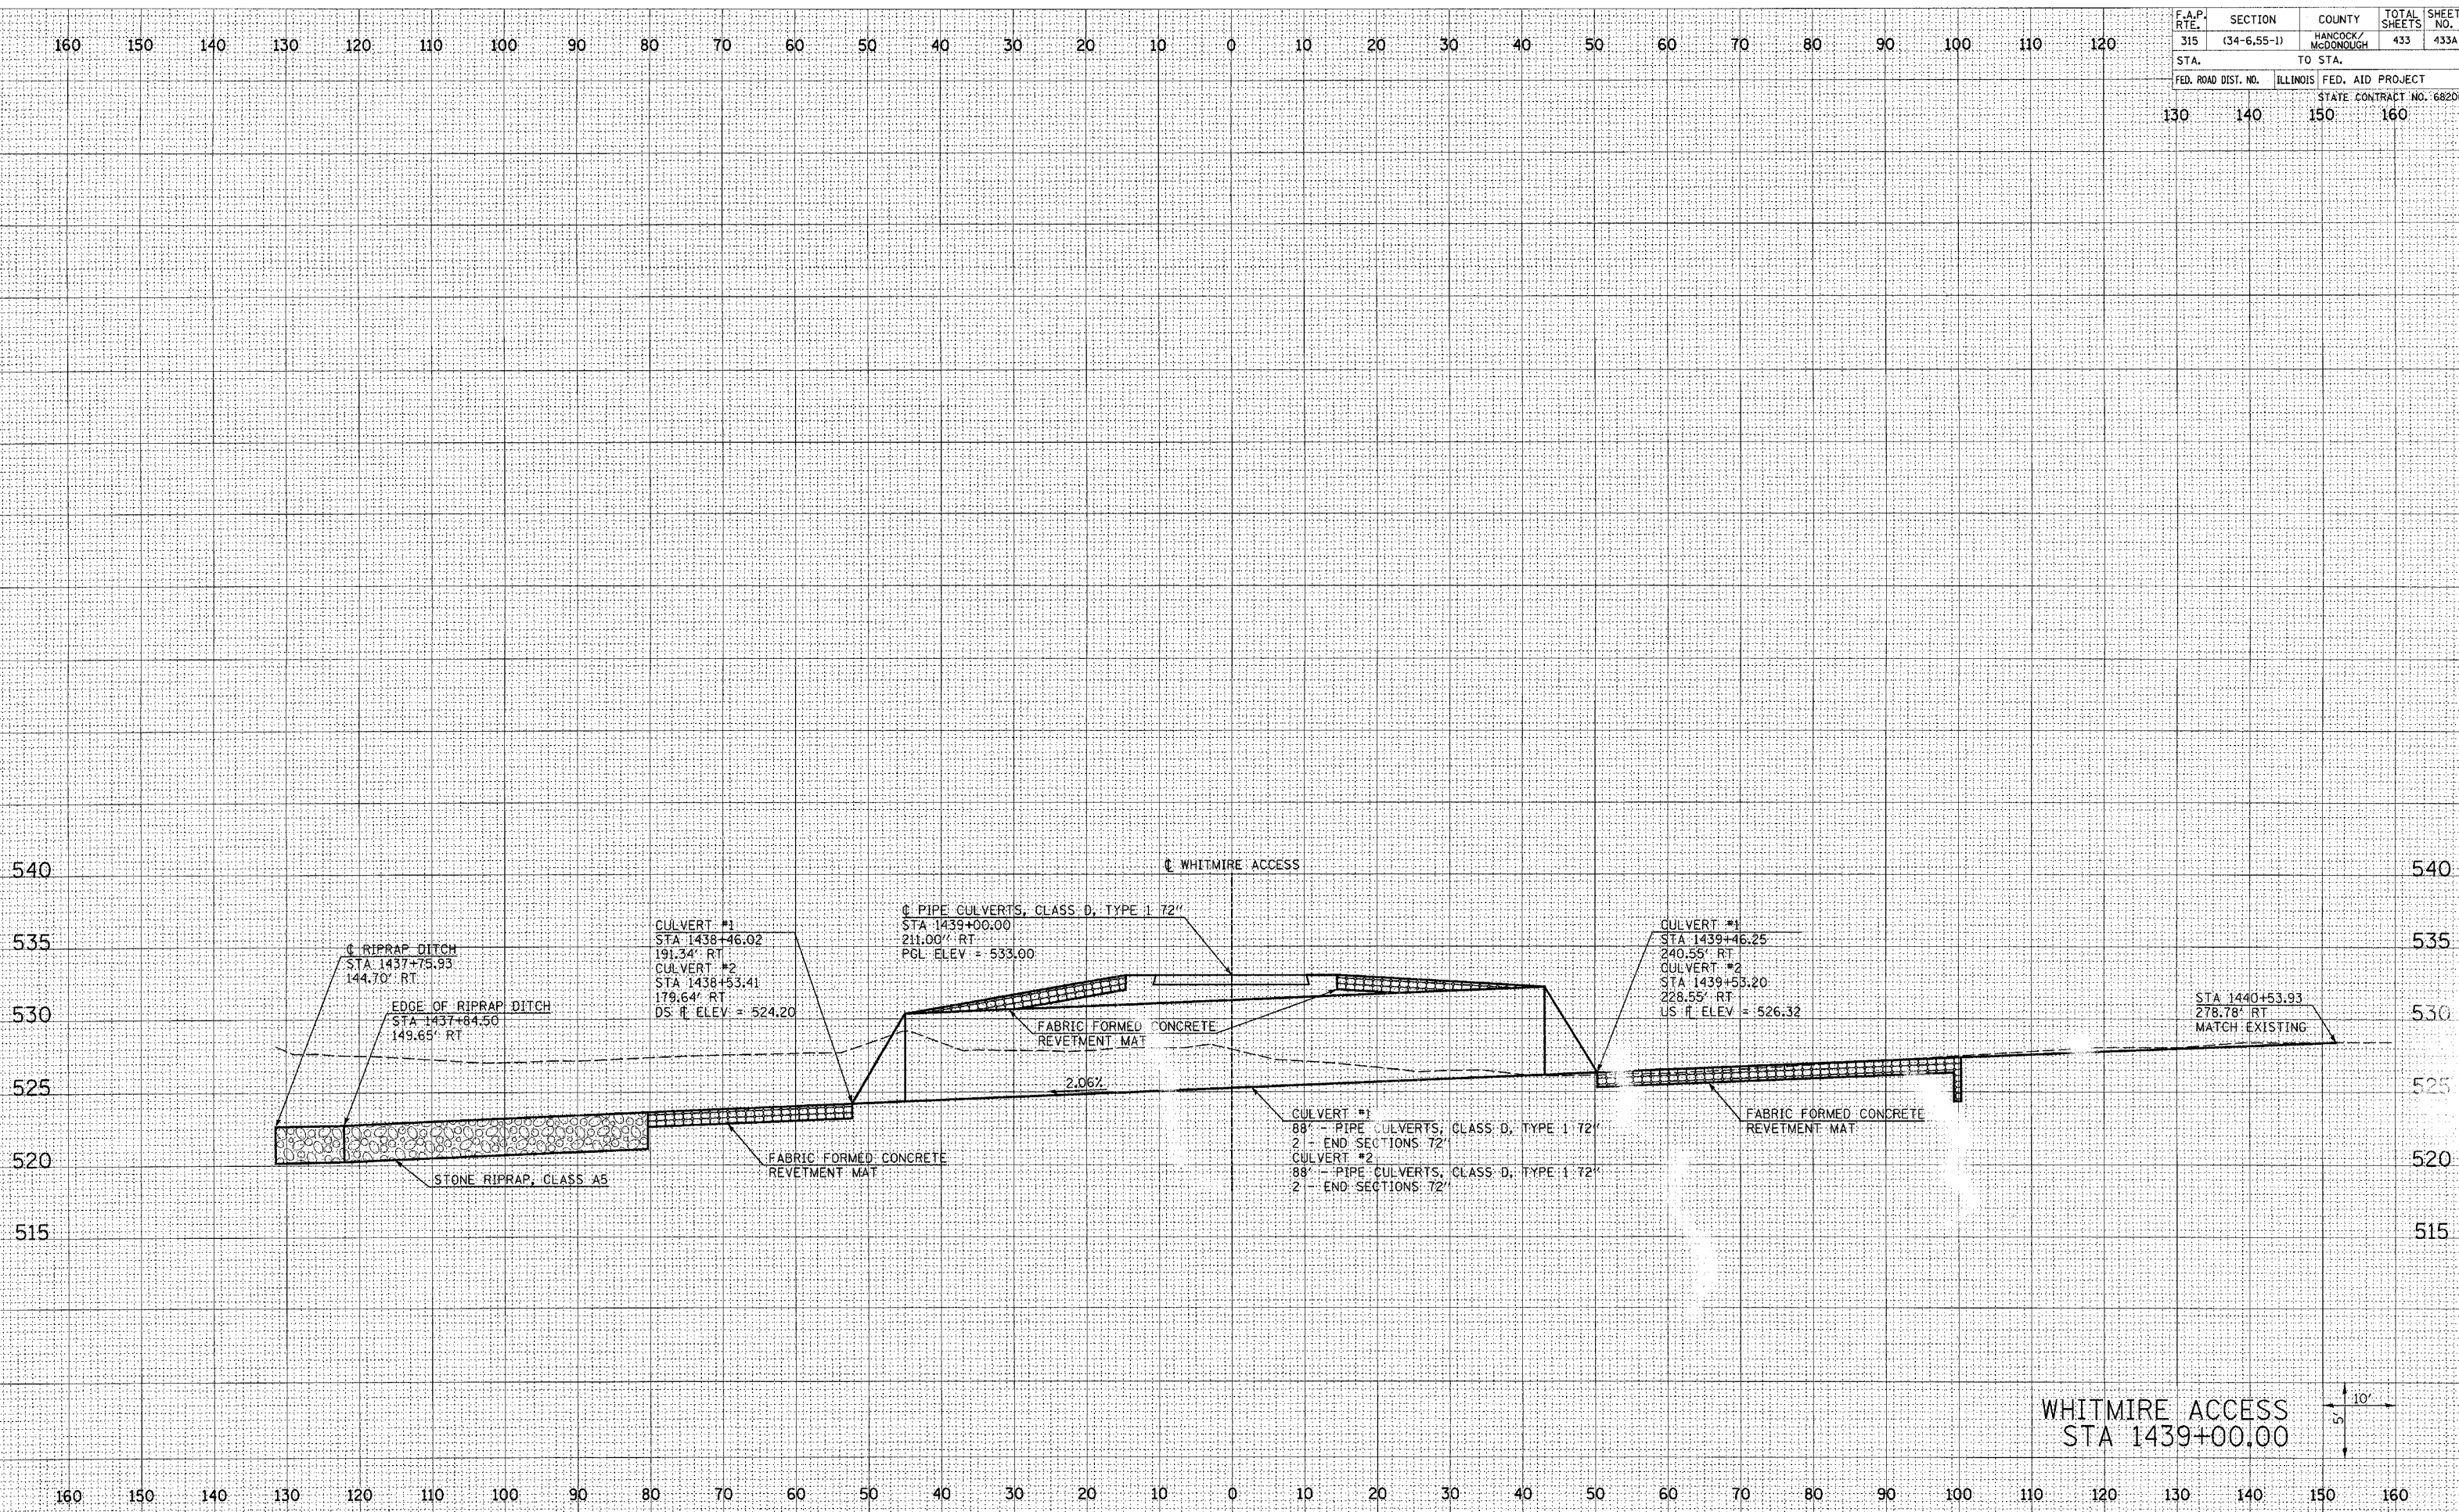 F.A.P. RTE. SECTION COUNTY TOTAL SHEETS SHEET NO.
315 (34-6,55-1) HANCOCK/ McDONOUGH 433 433A
STA. TO STA.
FED. ROAD DIST. NO. ILLINOIS FED. AID PROJECT
STATE CONTRACT NO. 6820
160 150 140 130 120 110 100 90 80 70 60 50 40 30 20 10 0 10 20 30 40 50 60 70 80 90 100 110 120
130 140 150 160
540 540
535 535
530 530
525 525
520 520
515 515
℄ WHITMIRE ACCESS
℄ RIPRAP DITCH
STA 1437+75.93
144.70' RT
EDGE OF RIPRAP DITCH
STA 1437+84.50
149.65' RT
CULVERT #1
STA 1438+46.02
191.34' RT
CULVERT #2
STA 1438+53.41
179.64' RT
DS FL ELEV = 524.20
℄ PIPE CULVERTS, CLASS D, TYPE 1 72"
STA 1439+00.00
211.00" RT
PGL ELEV = 533.00
CULVERT #1
STA 1439+46.25
240.55' RT
CULVERT #2
STA 1439+53.20
228.55' RT
US FL ELEV = 526.32
STA 1440+53.93
278.78' RT
MATCH EXISTING
FABRIC FORMED CONCRETE
REVETMENT MAT
2.06%
STONE RIPRAP, CLASS A5
FABRIC FORMED CONCRETE
REVETMENT MAT
CULVERT #1
88' - PIPE CULVERTS, CLASS D, TYPE 1 72"
2 - END SECTIONS 72"
CULVERT #2
88' - PIPE CULVERTS, CLASS D, TYPE 1 72"
2 - END SECTIONS 72"
FABRIC FORMED CONCRETE
REVETMENT MAT
WHITMIRE ACCESS
STA 1439+00.00
10'
5'
160 150 140 130 120 110 100 90 80 70 60 50 40 30 20 10 0 10 20 30 40 50 60 70 80 90 100 110 120 130 140 150 160